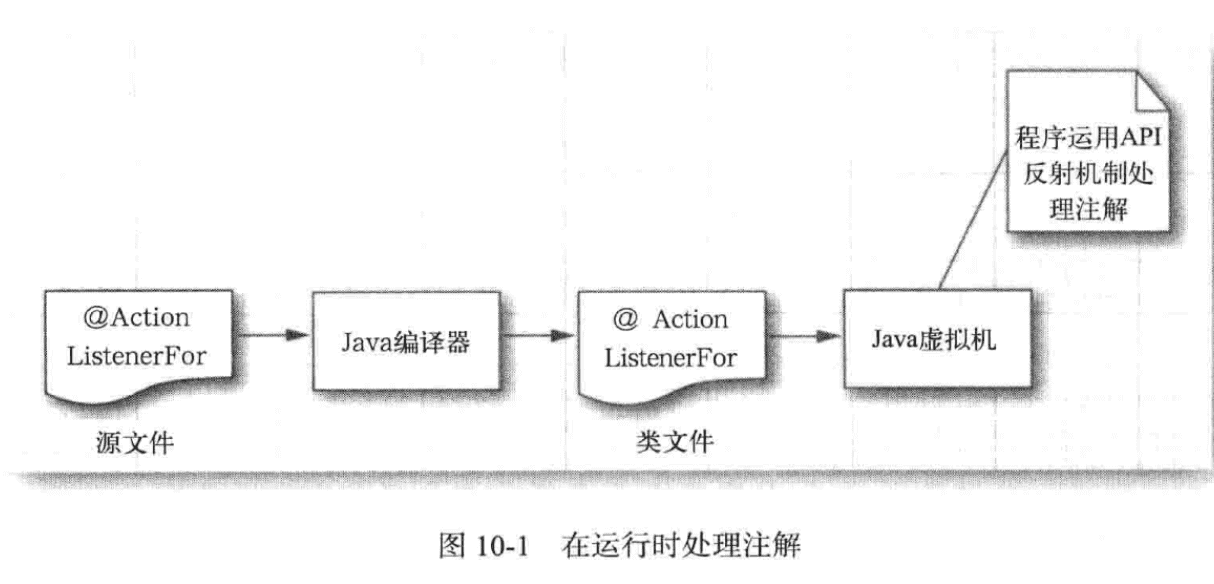 程序运用API
反射机制处
理注解
@Action
ListenerFor
Java编译器
@ Action
ListenerFor
Java虚拟机
源文件
类文件
图 10-1 在运行时处理注解